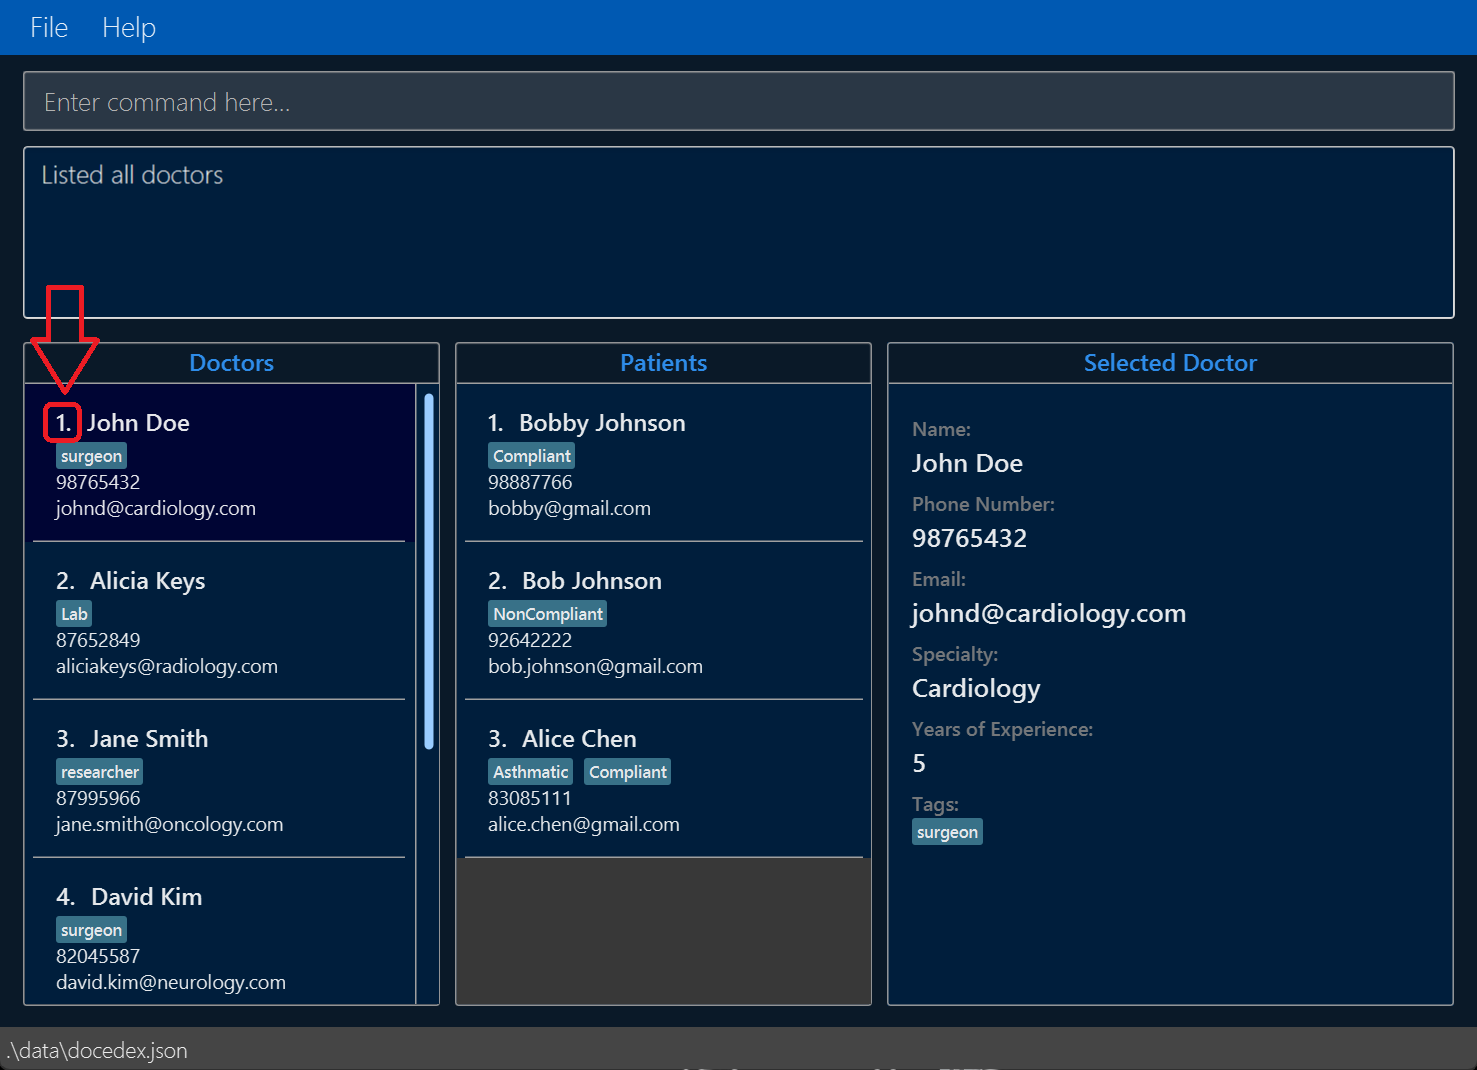 File Help
Enter command here...
Listed all doctors
Doctors
1. John Doe
surgeon
98765432
johnd@cardiology.com
2. Alicia Keys
Lab
87652849
aliciakeys@radiology.com
3. Jane Smith
researcher
87995966
jane.smith@oncology.com
4. David Kim
surgeon
82045587
david.kim@neurology.com
Patients
1. Bobby Johnson
Compliant
98887766
bobby@gmail.com
2. Bob Johnson
NonCompliant
92642222
bob.johnson@gmail.com
3. Alice Chen
Asthmatic Compliant
83085111
alice.chen@gmail.com
Selected Doctor
Name:
John Doe
Phone Number:
98765432
Email:
johnd@cardiology.com
Specialty:
Cardiology
Years of Experience:
5
Tags:
surgeon
.\data\docedex.json